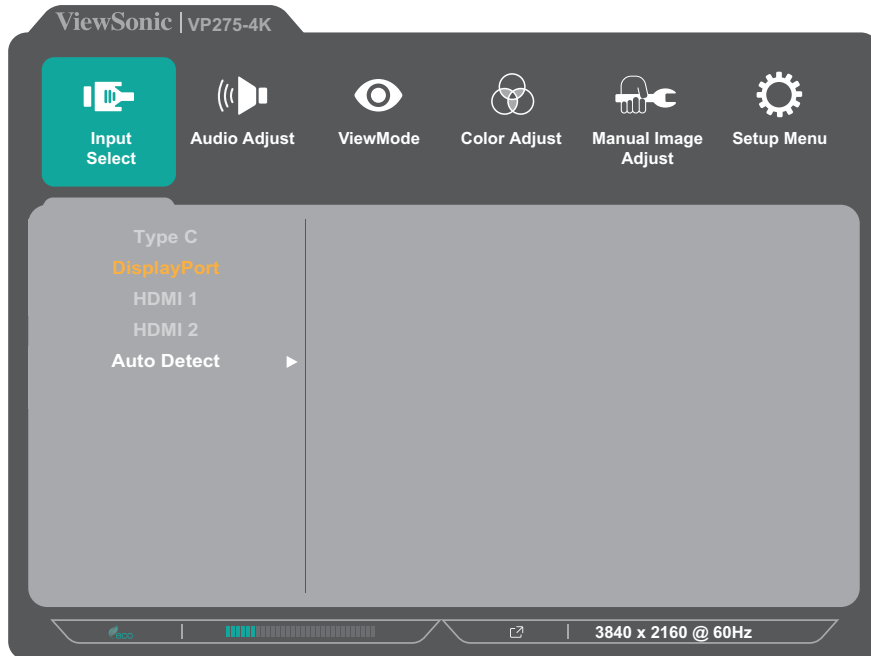 ViewSonic | VP275-4K
Input
Select
Audio Adjust
ViewMode
Color Adjust
Manual Image
Adjust
Setup Menu
Type C
DisplayPort
HDMI 1
HDMI 2
Auto Detect
eco
3840 x 2160 @ 60Hz